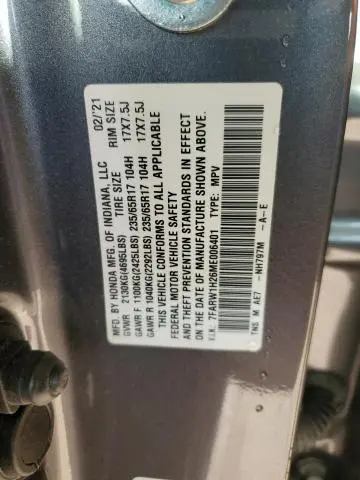 MFD. BY HONDA MFG. OF INDIANA, LLC 02/'21
TIRE SIZE RIM SIZE
GVWR 2130KG(4695LBS)
GAWR F 1100KG(2425LBS) 235/65R17 104H 17X7.5J
GAWR R 1040KG(2292LBS) 235/65R17 104H 17X7.5J
THIS VEHICLE CONFORMS TO ALL APPLICABLE
FEDERAL MOTOR VEHICLE SAFETY
AND THEFT PREVENTION STANDARDS IN EFFECT
ON THE DATE OF MANUFACTURE SHOWN ABOVE.
V.I.N.: 7FARW1H26ME006401 TYPE: MPV
NH797M -A-E
TNS M AE7